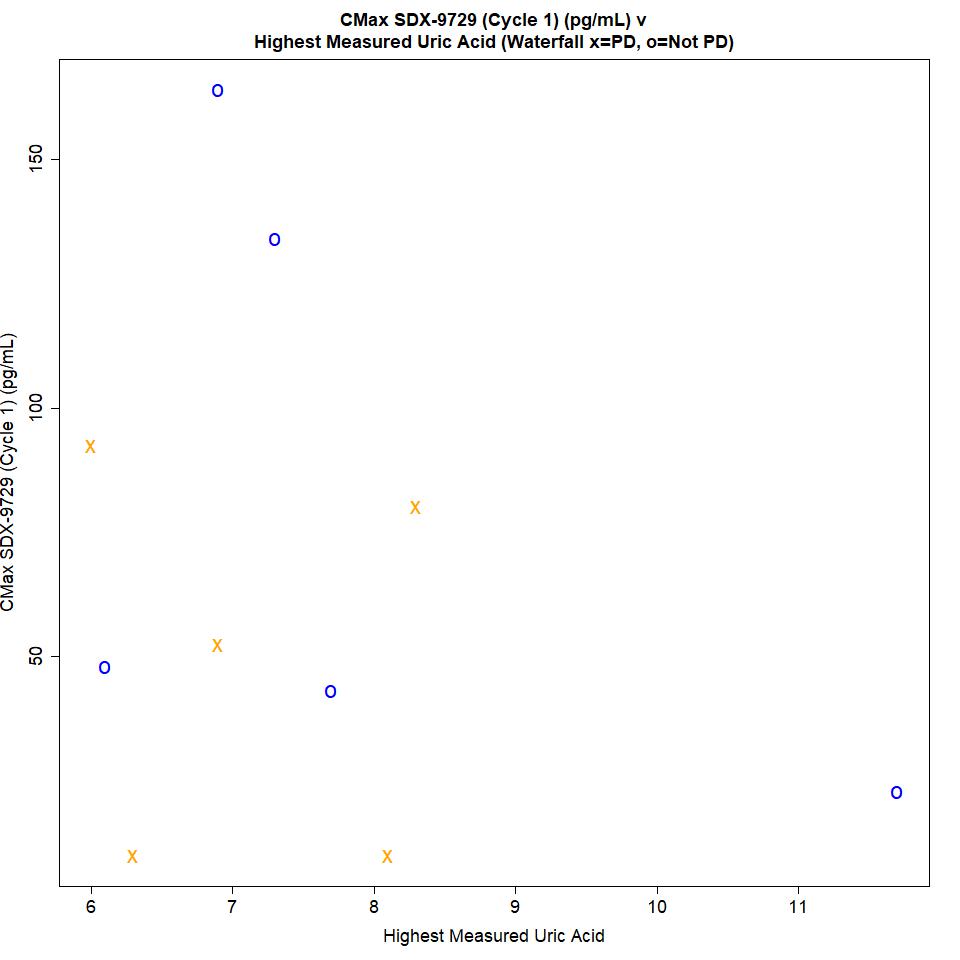 CMax SDX-9729 (Cycle 1) (pg/mL) v
Highest Measured Uric Acid (Waterfall x=PD, o=Not PD)
CMax SDX-9729 (Cycle 1) (pg/mL)
150
100
50
O
O
X
X
X
O
O
O
X
X
6 7 8 9 10 11
Highest Measured Uric Acid